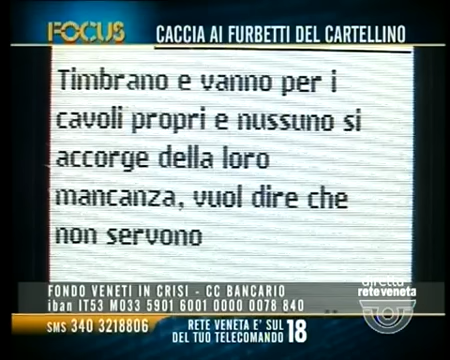 FOCUS
CACCIA AI FURBETTI DEL CARTELLINO
Timbrano e vanno per i
cavoli propri e nussuno si
accorge della loro
mancanza, vuol dire che
non servono
FONDO VENETI IN CRISI - CC BANCARIO
iban IT53 M033 5901 6001 0000 0078 840
diretta
reteveneta
SMS 340 3218806
RETE VENETA E' SUL
DEL TUO TELECOMANDO 18